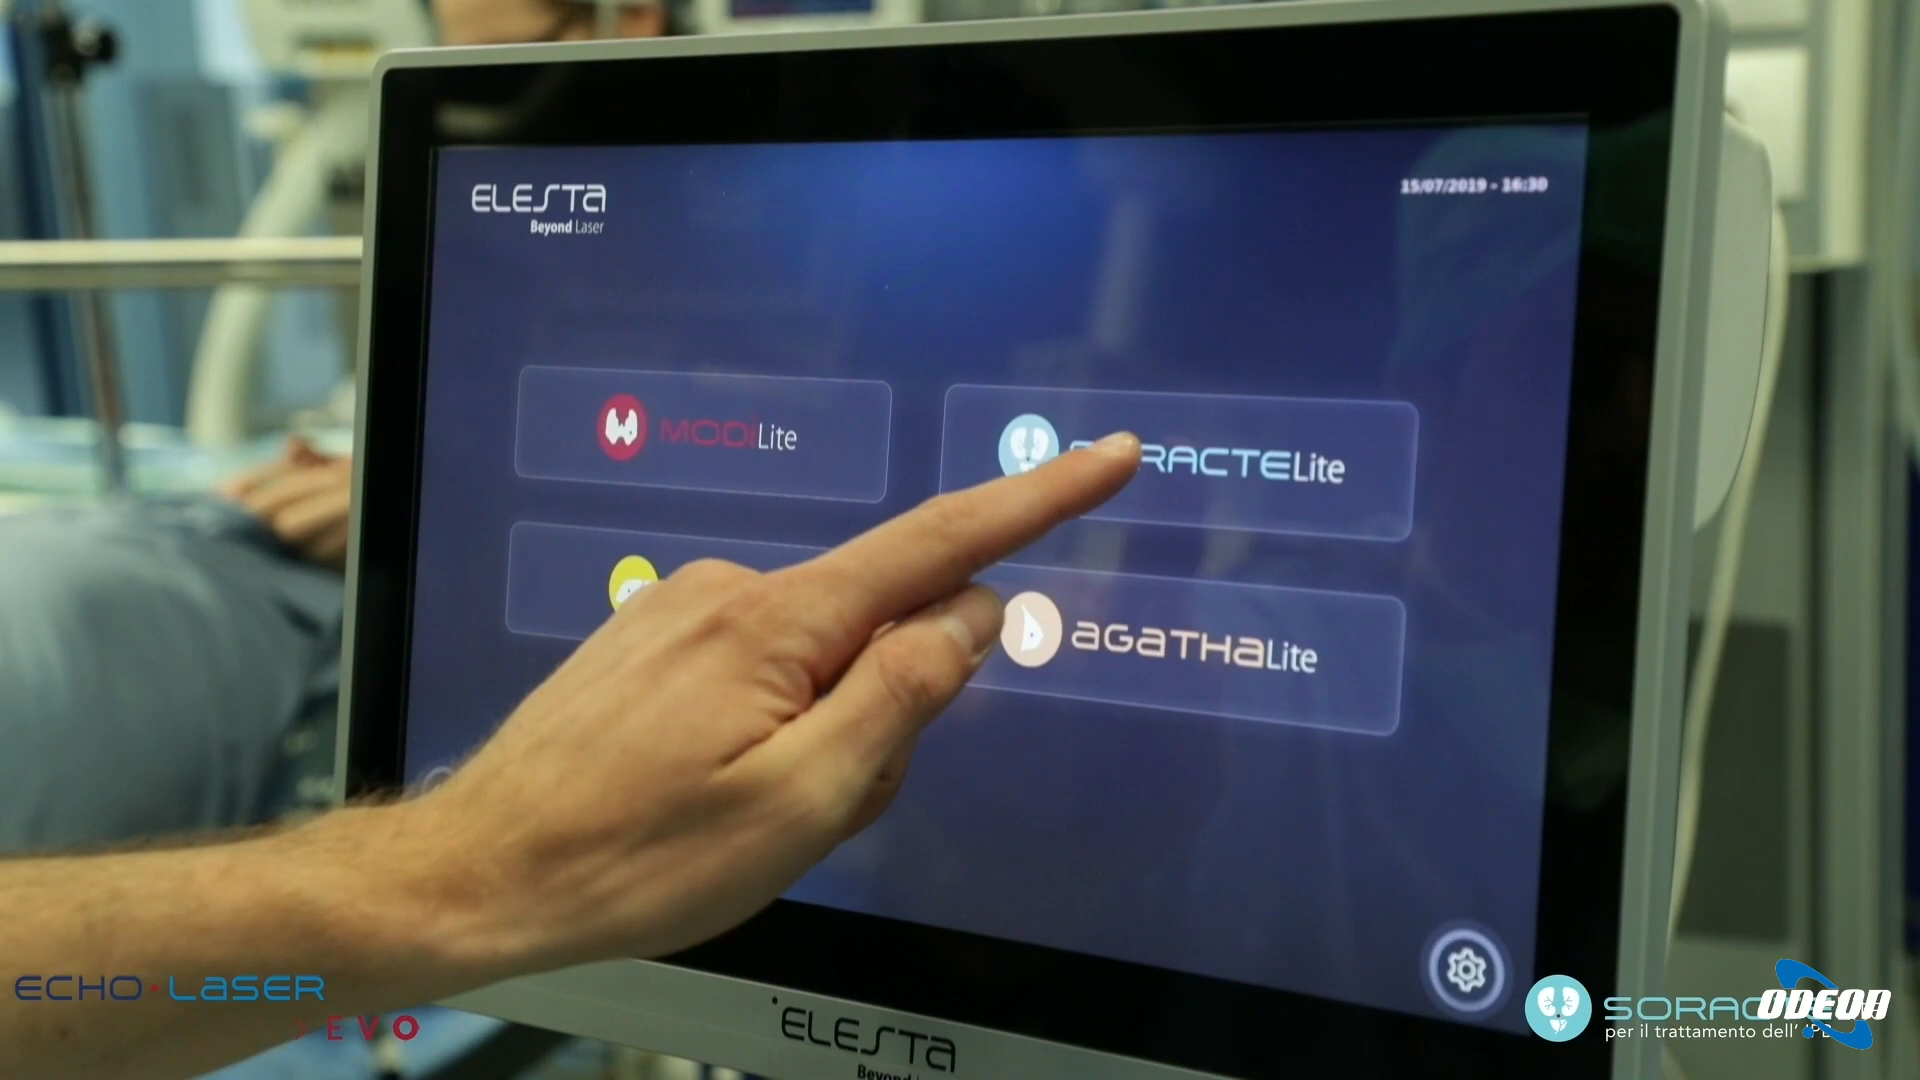 ELESTA
Beyond Laser
15/07/2019 - 16:30
MODiLite
RACTELite
AGATHALite
ECHO·LASER
> EVO
ELESTA
ODEON
per il trattamento dell'